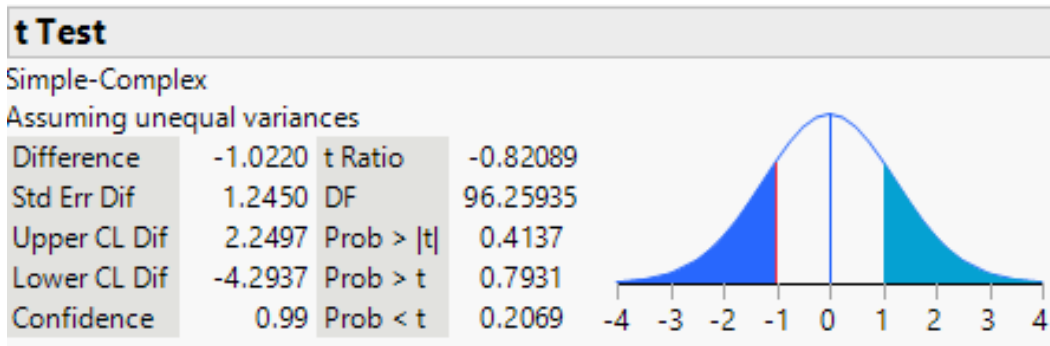 t Test
Simple-Complex
Assuming unequal variances
Difference -1.0220 t Ratio -0.82089
Std Err Dif 1.2450 DF 96.25935
Upper CL Dif 2.2497 Prob > |t| 0.4137
Lower CL Dif -4.2937 Prob > t 0.7931
Confidence 0.99 Prob < t 0.2069
-4 -3 -2 -1 0 1 2 3 4